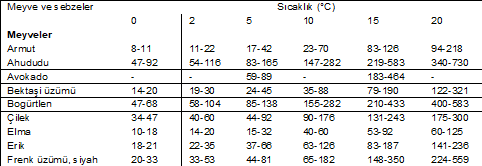 Meyve ve sebzeler Sıcaklık (°C)
0 2 5 10 15 20
Meyveler
Armut 8-11 11-22 17-42 23-70 83-126 94-218
Ahududu 47-92 54-116 83-165 147-282 219-583 340-730
Avokado - - 59-89 - 183-464 -
Bektaşi üzümü 14-20 19-30 24-45 35-88 79-190 122-321
Bogürtlen 47-68 58-104 85-138 155-282 210-433 400-583
Çilek 34-47 40-60 44-92 90-176 131-243 175-300
Elma 10-18 14-20 15-32 40-60 53-92 60-125
Erik 18-21 22-35 37-66 63-126 83-187 141-236
Frenk üzümü, siyah 20-33 33-53 44-81 65-182 148-350 224-559